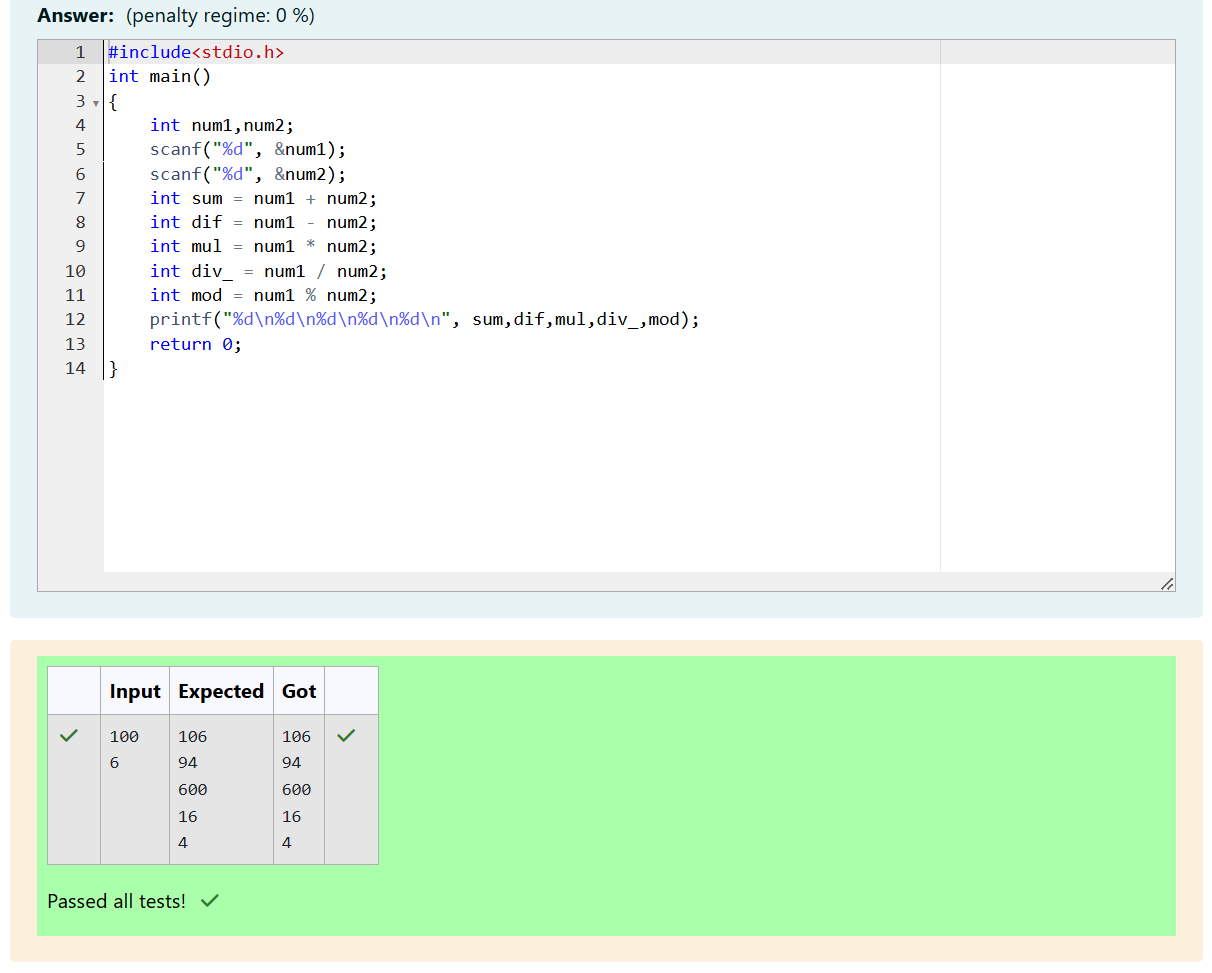 Answer: (penalty regime: 0 %)
1 #include<stdio.h>
2 int main()
3 {
4     int num1,num2;
5     scanf("%d", &num1);
6     scanf("%d", &num2);
7     int sum = num1 + num2;
8     int dif = num1 - num2;
9     int mul = num1 * num2;
10     int div_ = num1 / num2;
11     int mod = num1 % num2;
12     printf("%d\n%d\n%d\n%d\n%d\n", sum,dif,mul,div_,mod);
13     return 0;
14 }
Input Expected Got
100 106 106
6 94 94
600 600
16 16
4 4
Passed all tests!